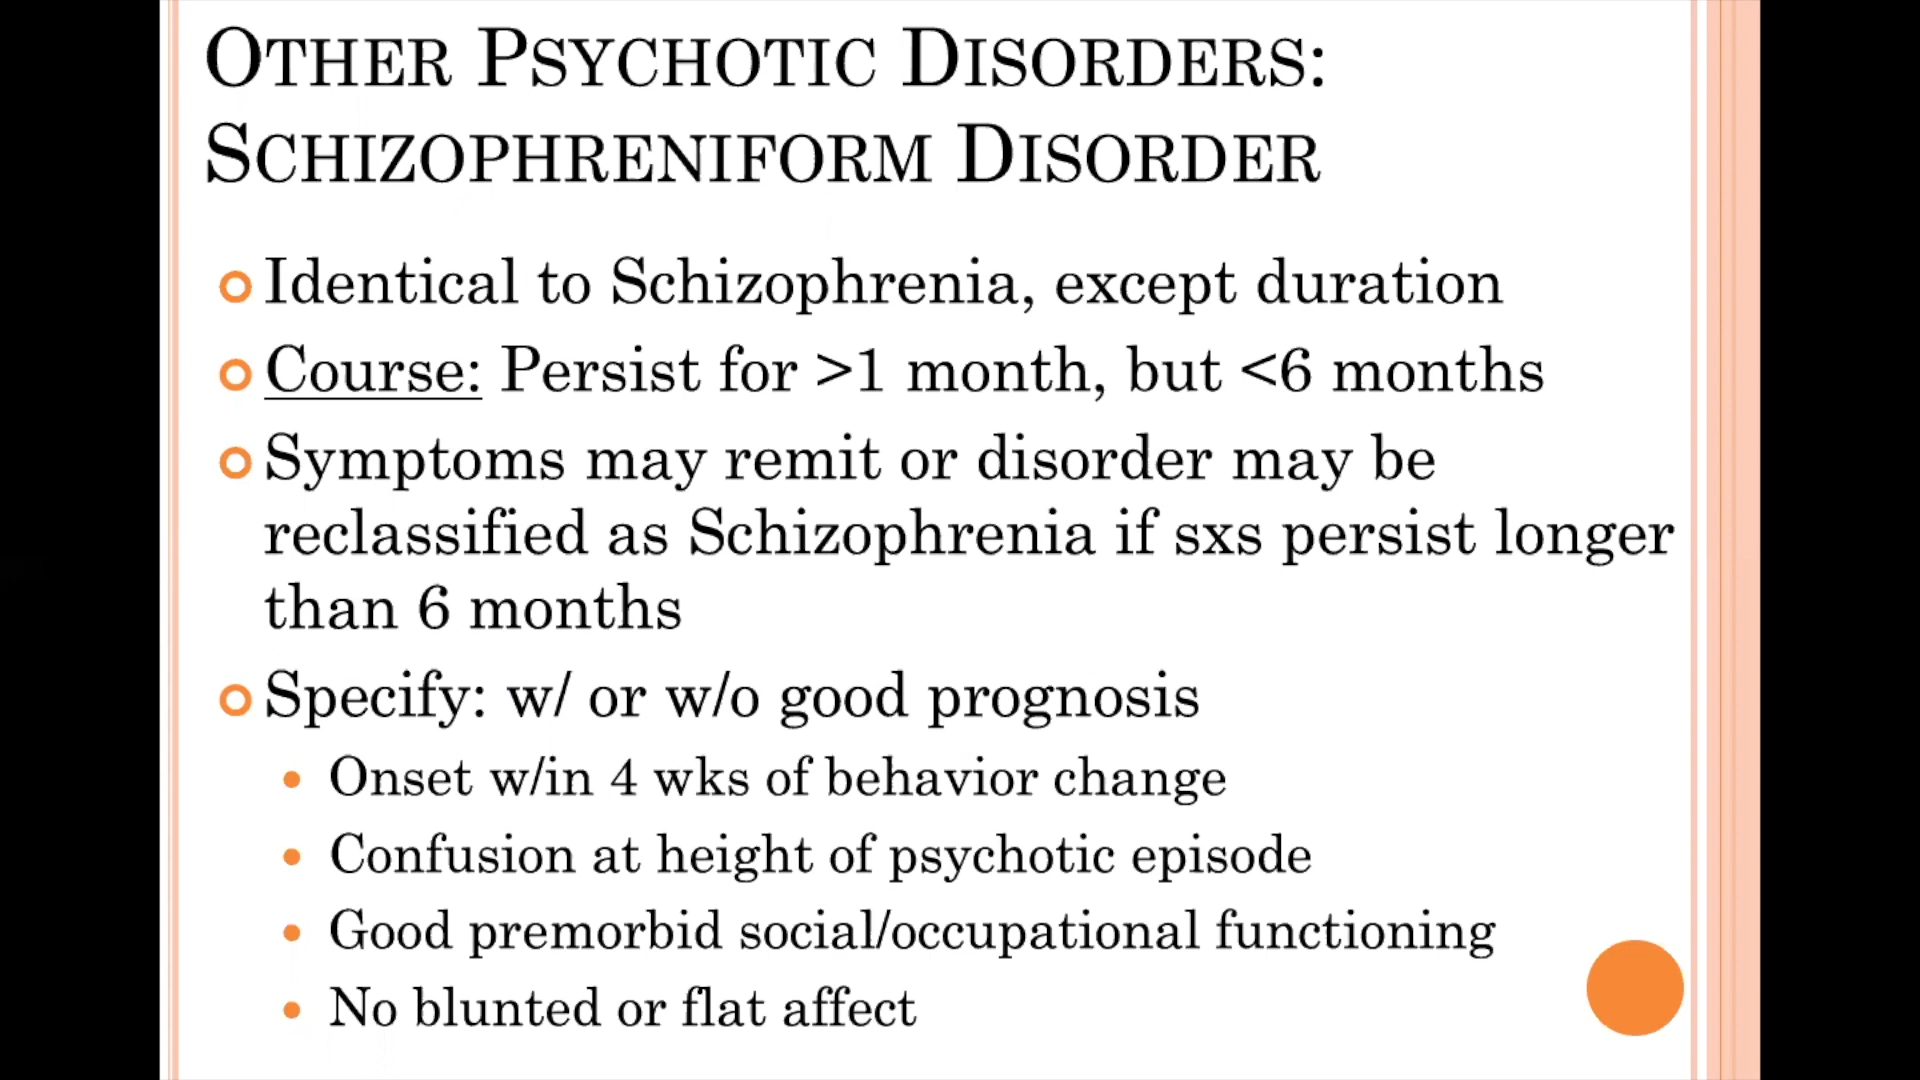 Other Psychotic Disorders:
Schizophreniform Disorder
Identical to Schizophrenia, except duration
Course: Persist for >1 month, but <6 months
Symptoms may remit or disorder may be
reclassified as Schizophrenia if sxs persist longer
than 6 months
Specify: w/ or w/o good prognosis
Onset w/in 4 wks of behavior change
Confusion at height of psychotic episode
Good premorbid social/occupational functioning
No blunted or flat affect